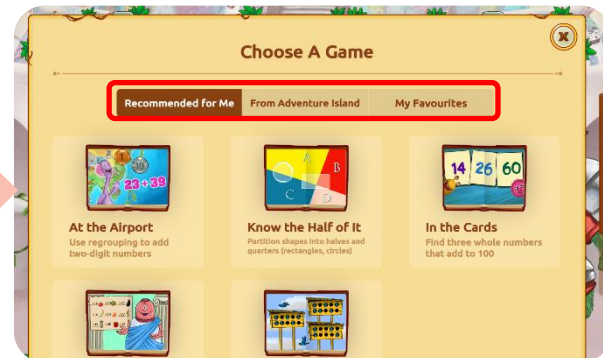 Choose A Game
Recommended for Me From Adventure Island My Favourites
10
23 + 39
A
B
C
D
14 26 60
At the Airport
Use regrouping to add
two-digit numbers
Know the Half of It
Partition shapes into halves and
quarters (rectangles, circles)
In the Cards
Find three whole numbers
that add to 100